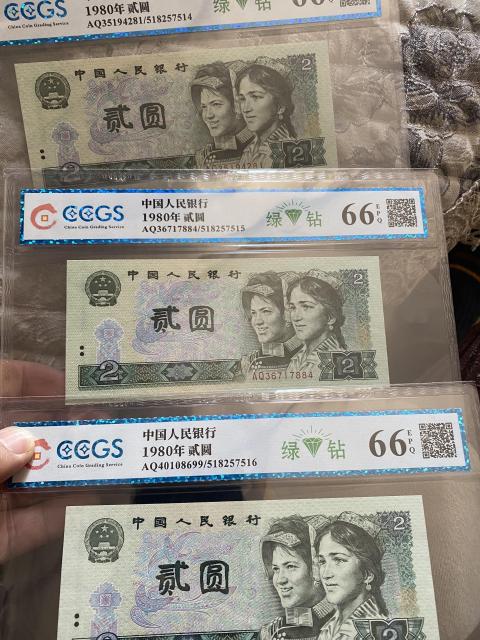 CCGS
China Coin Grading Service
1980年 贰圆
AQ35194281/518257514
绿 钻
66
中国人民银行
2
贰圆
2
2
CCGS
China Coin Grading Service
中国人民银行
1980年 贰圆
AQ36717884/518257515
绿 钻
66
EPQ
中国人民银行
2
贰圆
2
AQ36717884
2
CCGS
China Coin Grading Service
中国人民银行
1980年 贰圆
AQ40108699/518257516
绿 钻
66
EPQ
中国人民银行
2
贰圆
2